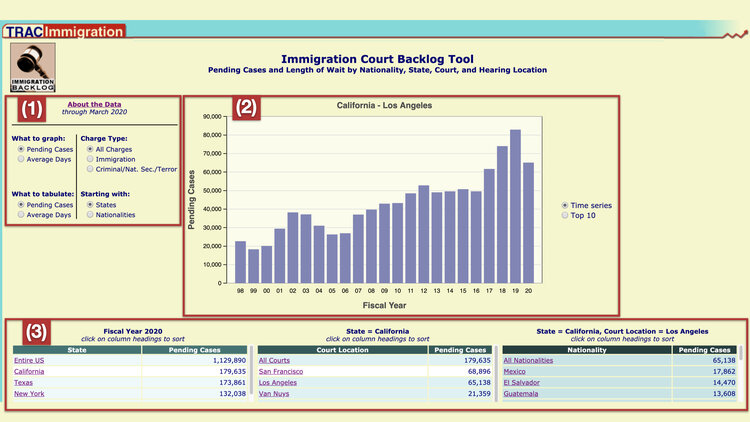 TRAC Immigration
IMMIGRATION
BACKLOG
Immigration Court Backlog Tool
Pending Cases and Length of Wait by Nationality, State, Court, and Hearing Location
(1)
About the Data
through March 2020
What to graph: Charge Type:
Pending Cases All Charges
Average Days Immigration
Criminal/Nat. Sec./Terror
What to tabulate: Starting with:
Pending Cases States
Average Days Nationalities
(2)
California - Los Angeles
90,000
80,000
70,000
60,000
50,000
40,000
30,000
20,000
10,000
0
Pending Cases
98 99 00 01 02 03 04 05 06 07 08 09 10 11 12 13 14 15 16 17 18 19 20
Fiscal Year
Time series
Top 10
(3)
Fiscal Year 2020
click on column headings to sort
State Pending Cases
Entire US 1,129,890
California 179,635
Texas 173,861
New York 132,038
State = California
click on column headings to sort
Court Location Pending Cases
All Courts 179,635
San Francisco 68,896
Los Angeles 65,138
Van Nuys 21,359
State = California, Court Location = Los Angeles
click on column headings to sort
Nationality Pending Cases
All Nationalities 65,138
Mexico 17,862
El Salvador 14,470
Guatemala 13,608